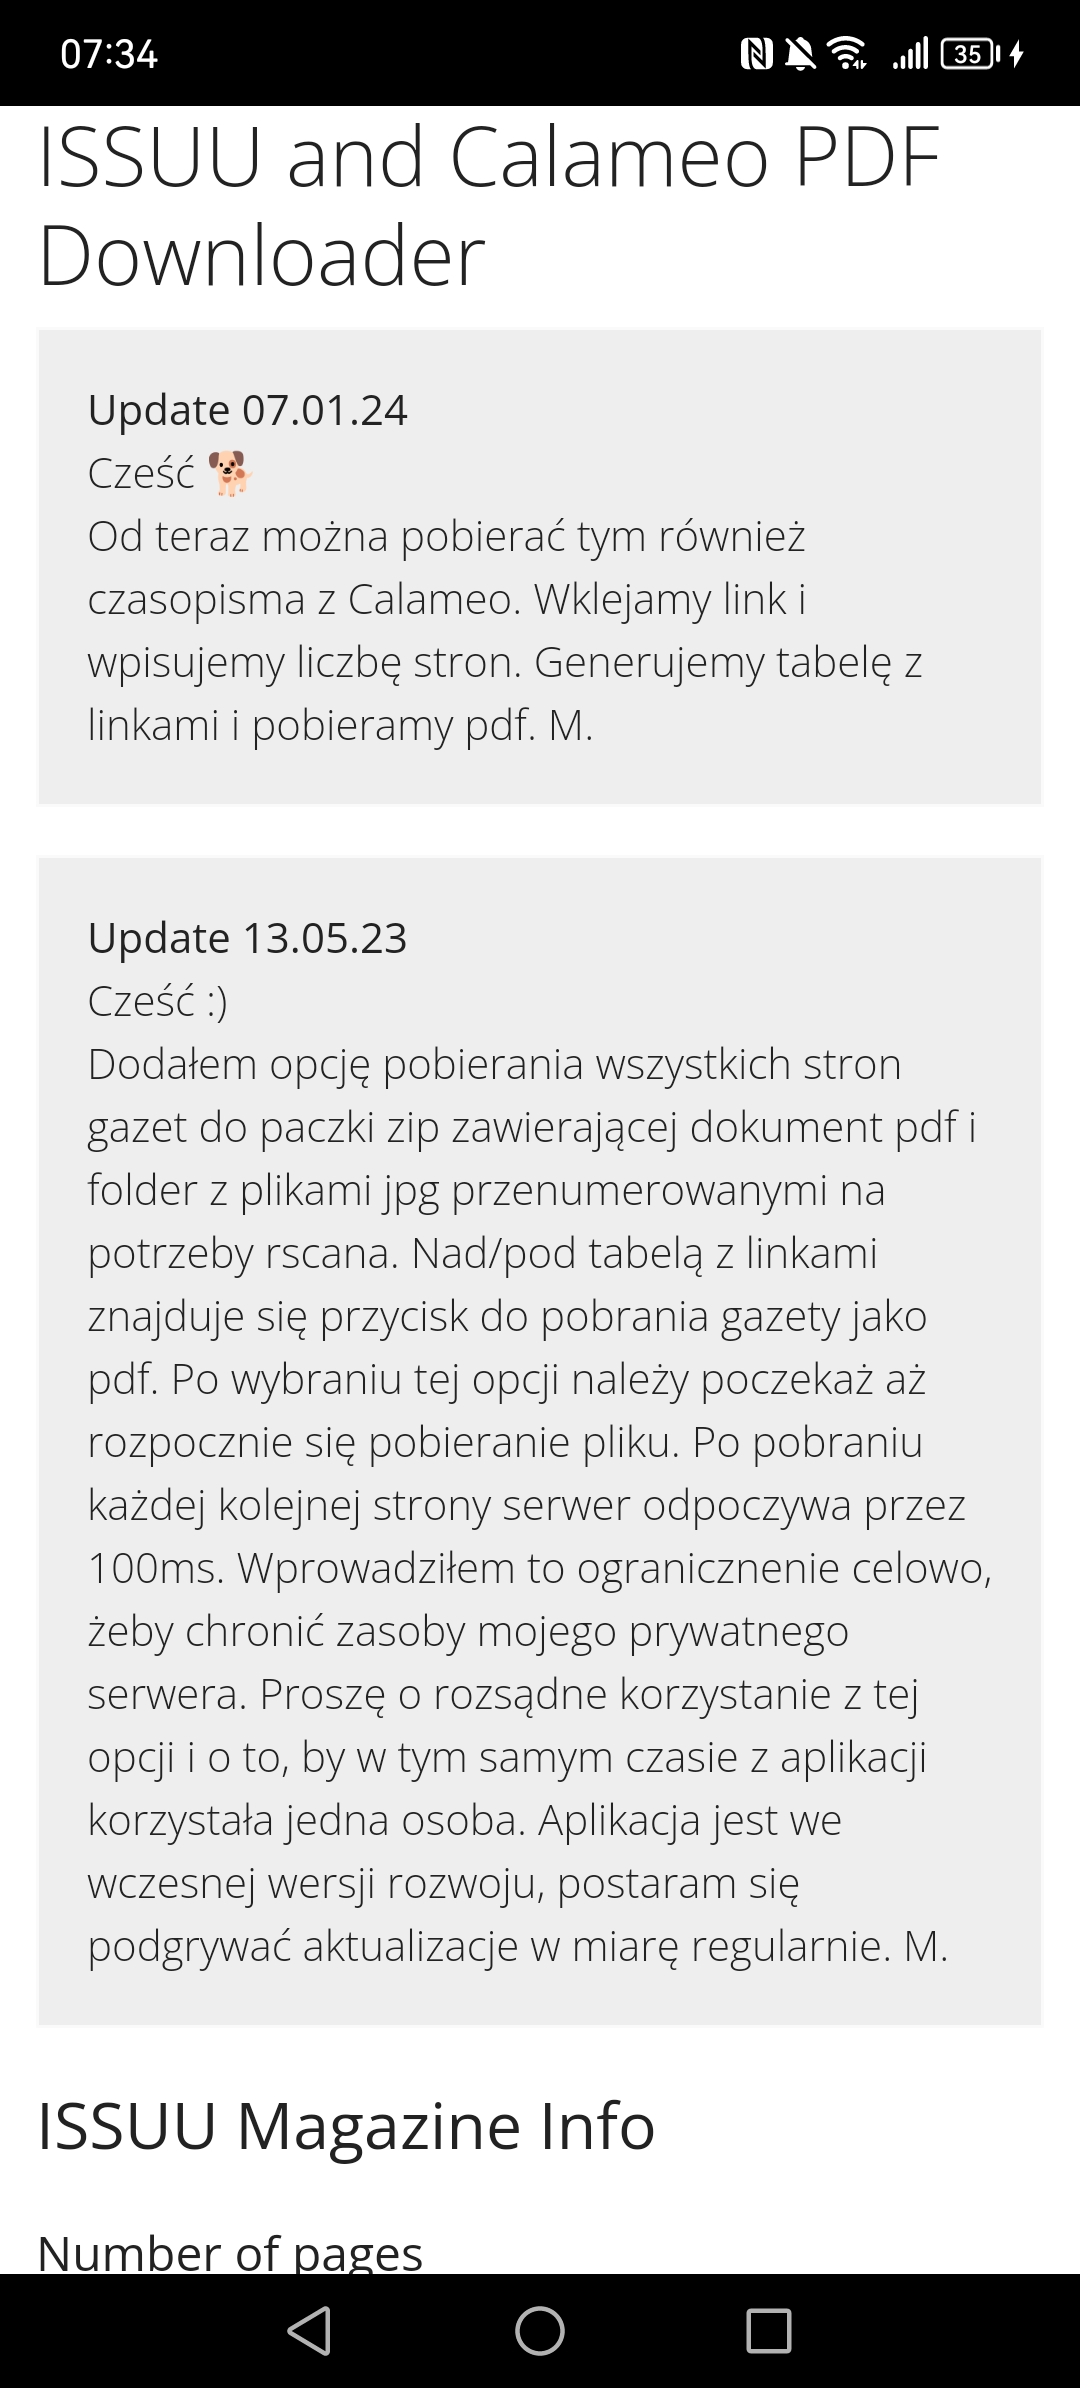 07:34
35
ISSUU and Calameo PDF
Downloader
Update 07.01.24
Cześć 🐕
Od teraz można pobierać tym również
czasopisma z Calameo. Wklejamy link i
wpisujemy liczbę stron. Generujemy tabelę z
linkami i pobieramy pdf. M.
Update 13.05.23
Cześć :)
Dodałem opcję pobierania wszystkich stron
gazet do paczki zip zawierającej dokument pdf i
folder z plikami jpg przenumerowanymi na
potrzeby rscana. Nad/pod tabelą z linkami
znajduje się przycisk do pobrania gazety jako
pdf. Po wybraniu tej opcji należy poczekaż aż
rozpocznie się pobieranie pliku. Po pobraniu
każdej kolejnej strony serwer odpoczywa przez
100ms. Wprowadziłem to ogranicznenie celowo,
żeby chronić zasoby mojego prywatnego
serwera. Proszę o rozsądne korzystanie z tej
opcji i o to, by w tym samym czasie z aplikacji
korzystała jedna osoba. Aplikacja jest we
wczesnej wersji rozwoju, postaram się
podgrywać aktualizacje w miarę regularnie. M.
ISSUU Magazine Info
Number of pages